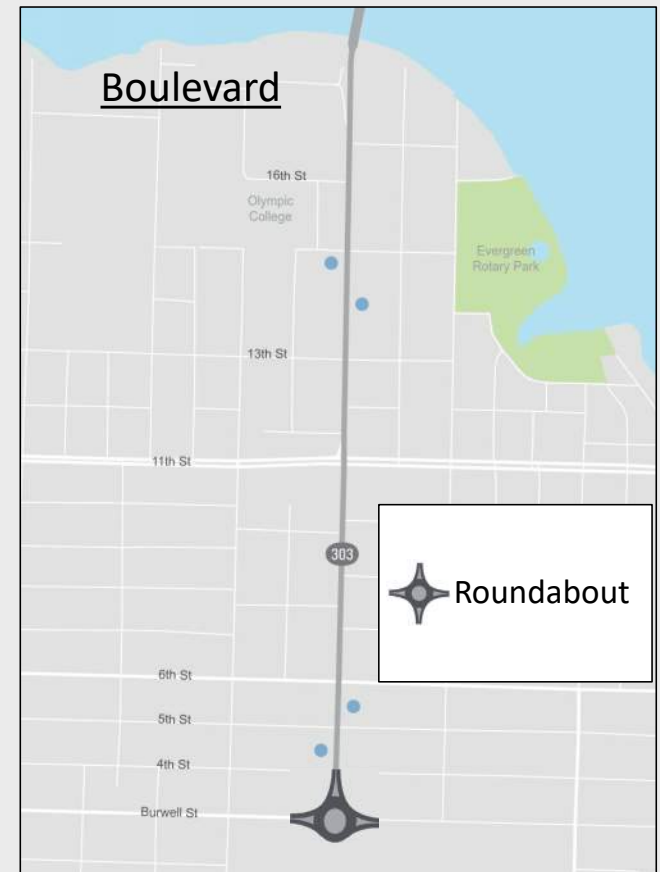 Boulevard
16th St
Olympic
College
Evergreen
Rotary Park
13th St
11th St
303
Roundabout
6th St
5th St
4th St
Burwell St